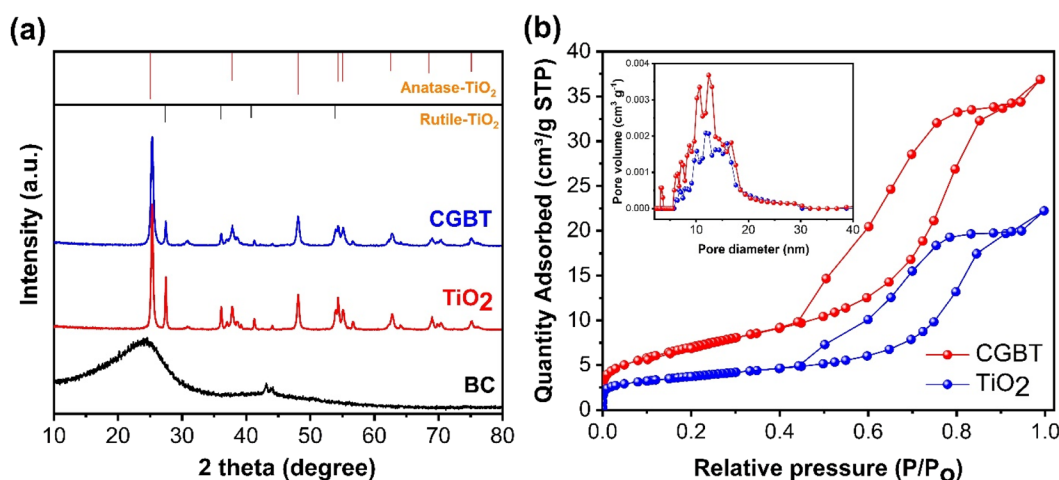 (a)
Anatase-TiO₂
Rutile-TiO₂
CGBT
TiO₂
BC
Intensity (a.u.)
10 20 30 40 50 60 70 80
2 theta (degree)
(b)
40
35
30
25
20
15
10
5
0
Quantity Adsorbed (cm³/g STP)
0.0 0.2 0.4 0.6 0.8 1.0
Relative pressure (P/P₀)
CGBT
TiO₂
0.004
0.003
0.002
0.001
0.000
Pore volume (cm³ g⁻¹)
10 20 30 40
Pore diameter (nm)